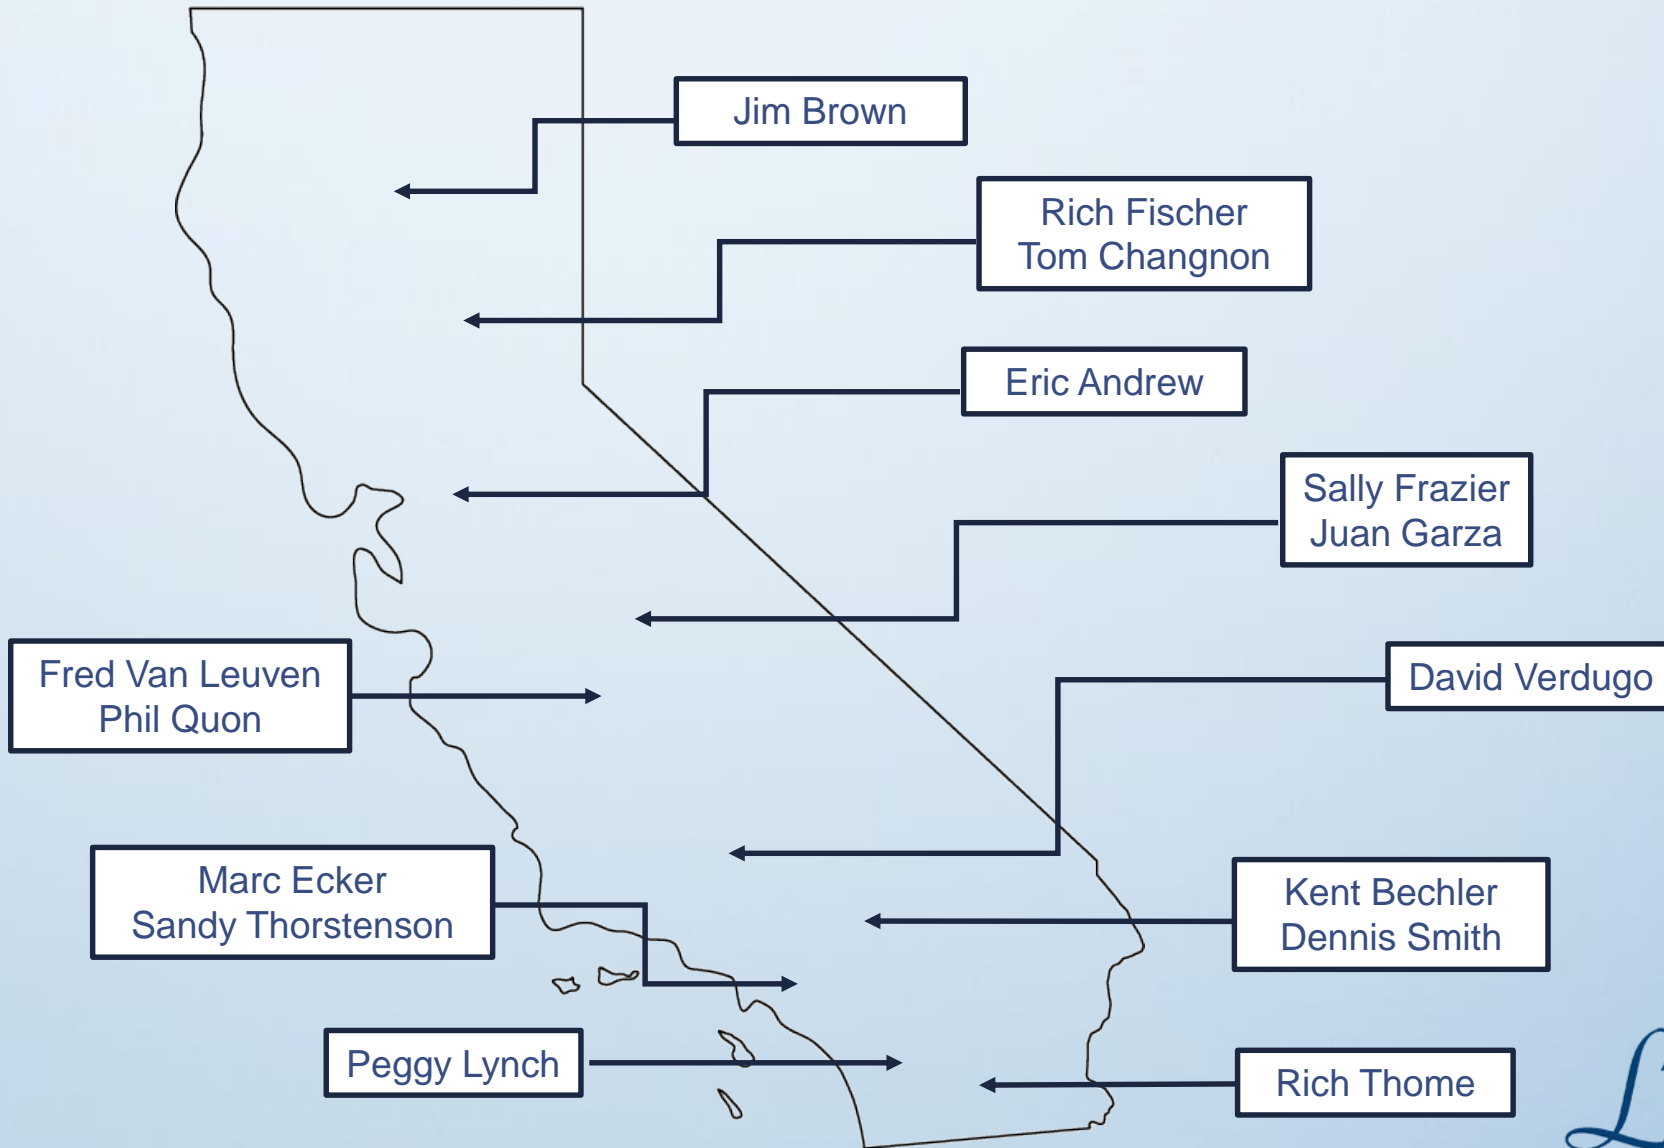 Jim Brown
Rich Fischer
Tom Changnon
Eric Andrew
Sally Frazier
Juan Garza
Fred Van Leuven
Phil Quon
David Verdugo
Marc Ecker
Sandy Thorstenson
Kent Bechler
Dennis Smith
Peggy Lynch
Rich Thome